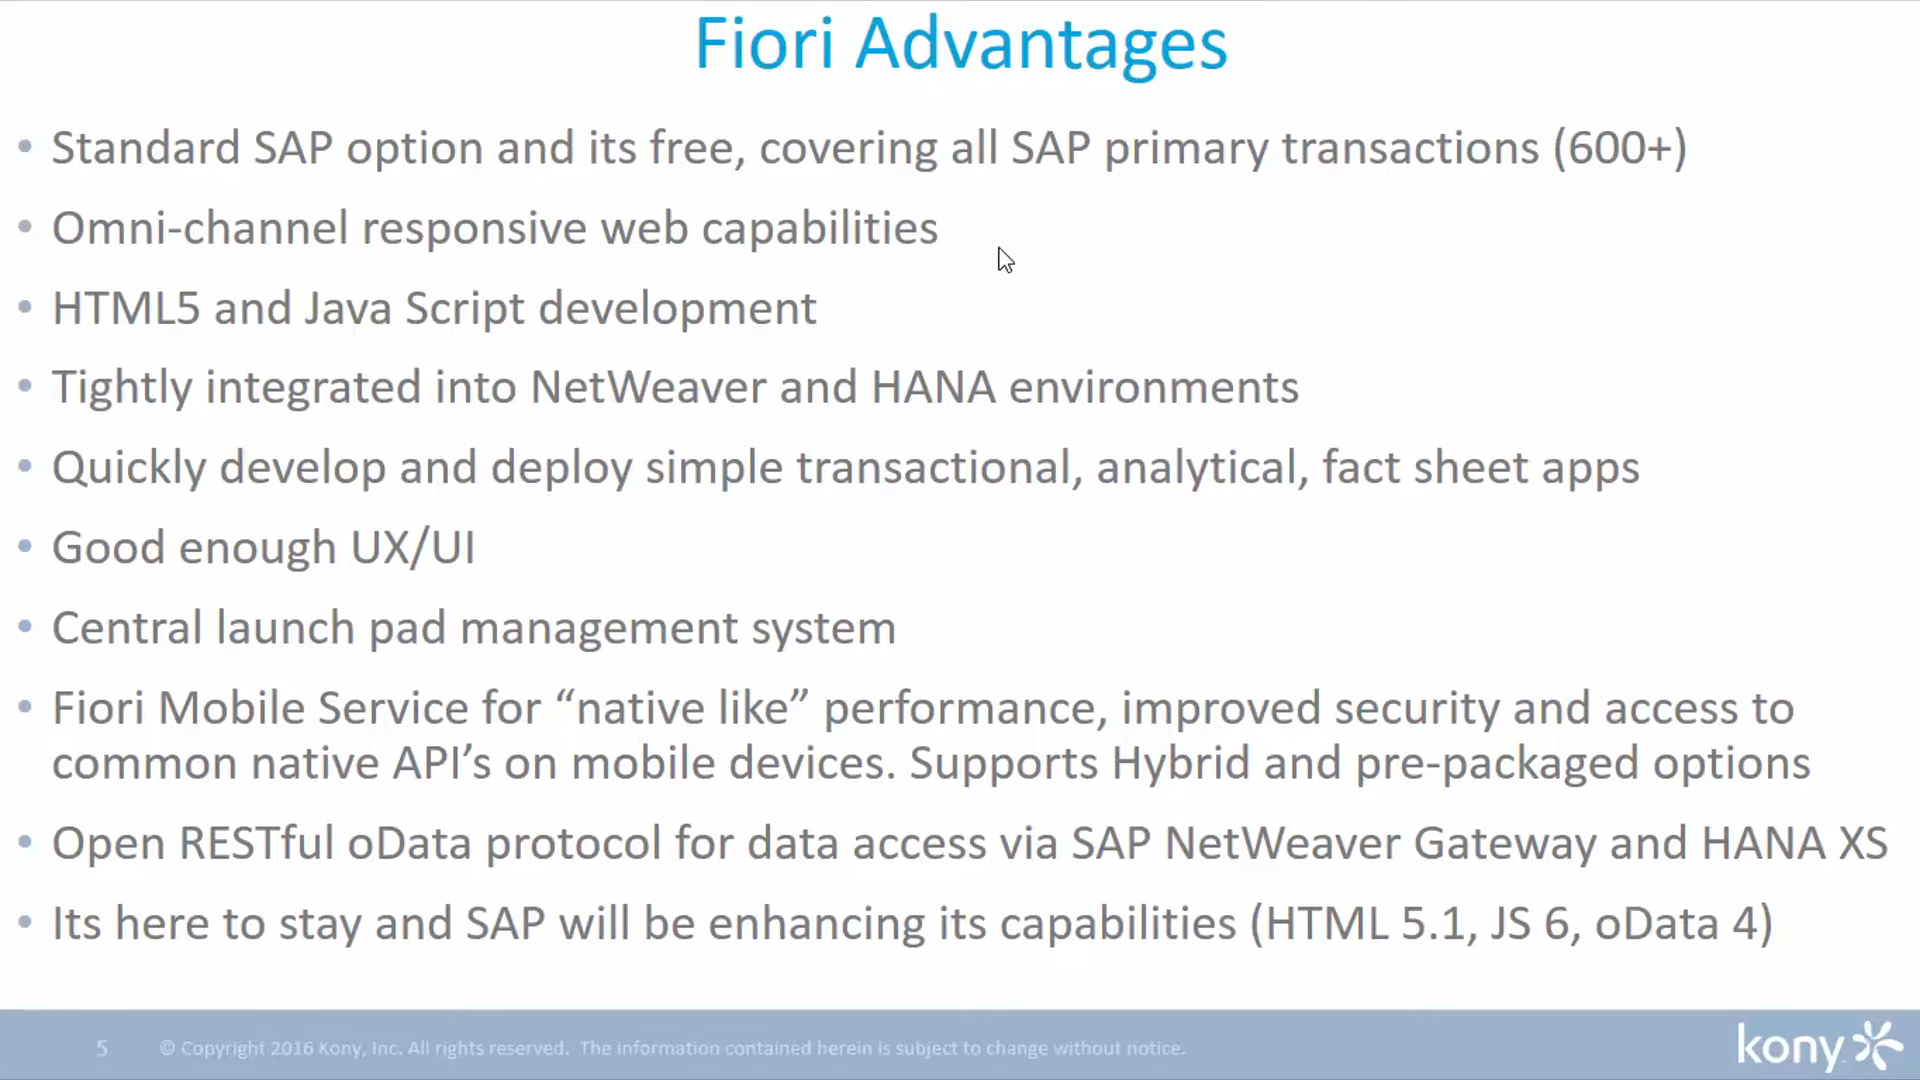 Fiori Advantages
• Standard SAP option and its free, covering all SAP primary transactions (600+)
• Omni-channel responsive web capabilities
• HTML5 and Java Script development
• Tightly integrated into NetWeaver and HANA environments
• Quickly develop and deploy simple transactional, analytical, fact sheet apps
• Good enough UX/UI
• Central launch pad management system
• Fiori Mobile Service for “native like” performance, improved security and access to
common native API’s on mobile devices. Supports Hybrid and pre-packaged options
• Open RESTful oData protocol for data access via SAP NetWeaver Gateway and HANA XS
• Its here to stay and SAP will be enhancing its capabilities (HTML 5.1, JS 6, oData 4)
5 © Copyright 2016 Kony, Inc. All rights reserved. The information contained herein is subject to change without notice.
kony